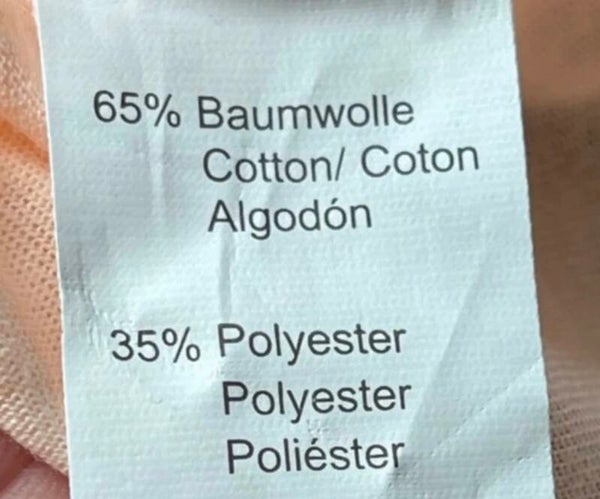 65% Baumwolle
Cotton/ Coton
Algodón
35% Polyester
Polyester
Poliéster